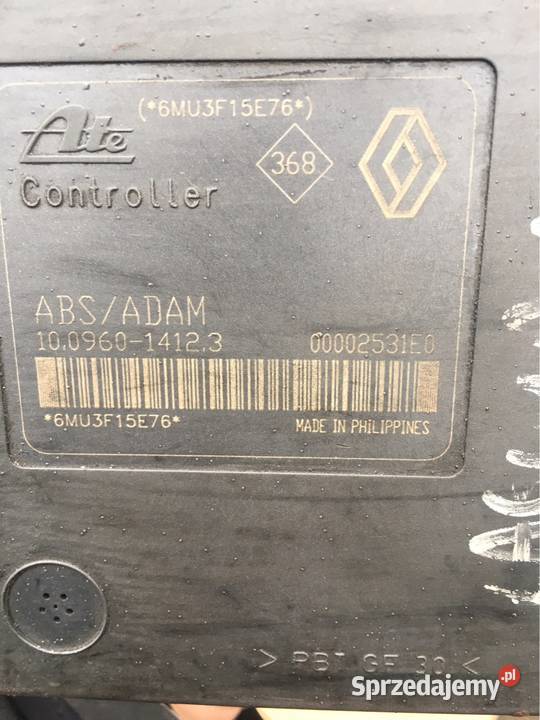 (*6MU3F15E76*)
Ate
368
Controller
ABS/ADAM
10.0960-1412.3 00002531E0
*6MU3F15E76*
MADE IN PHILIPPINES
> PBT GF 30 <
Sprzedajemy.pl